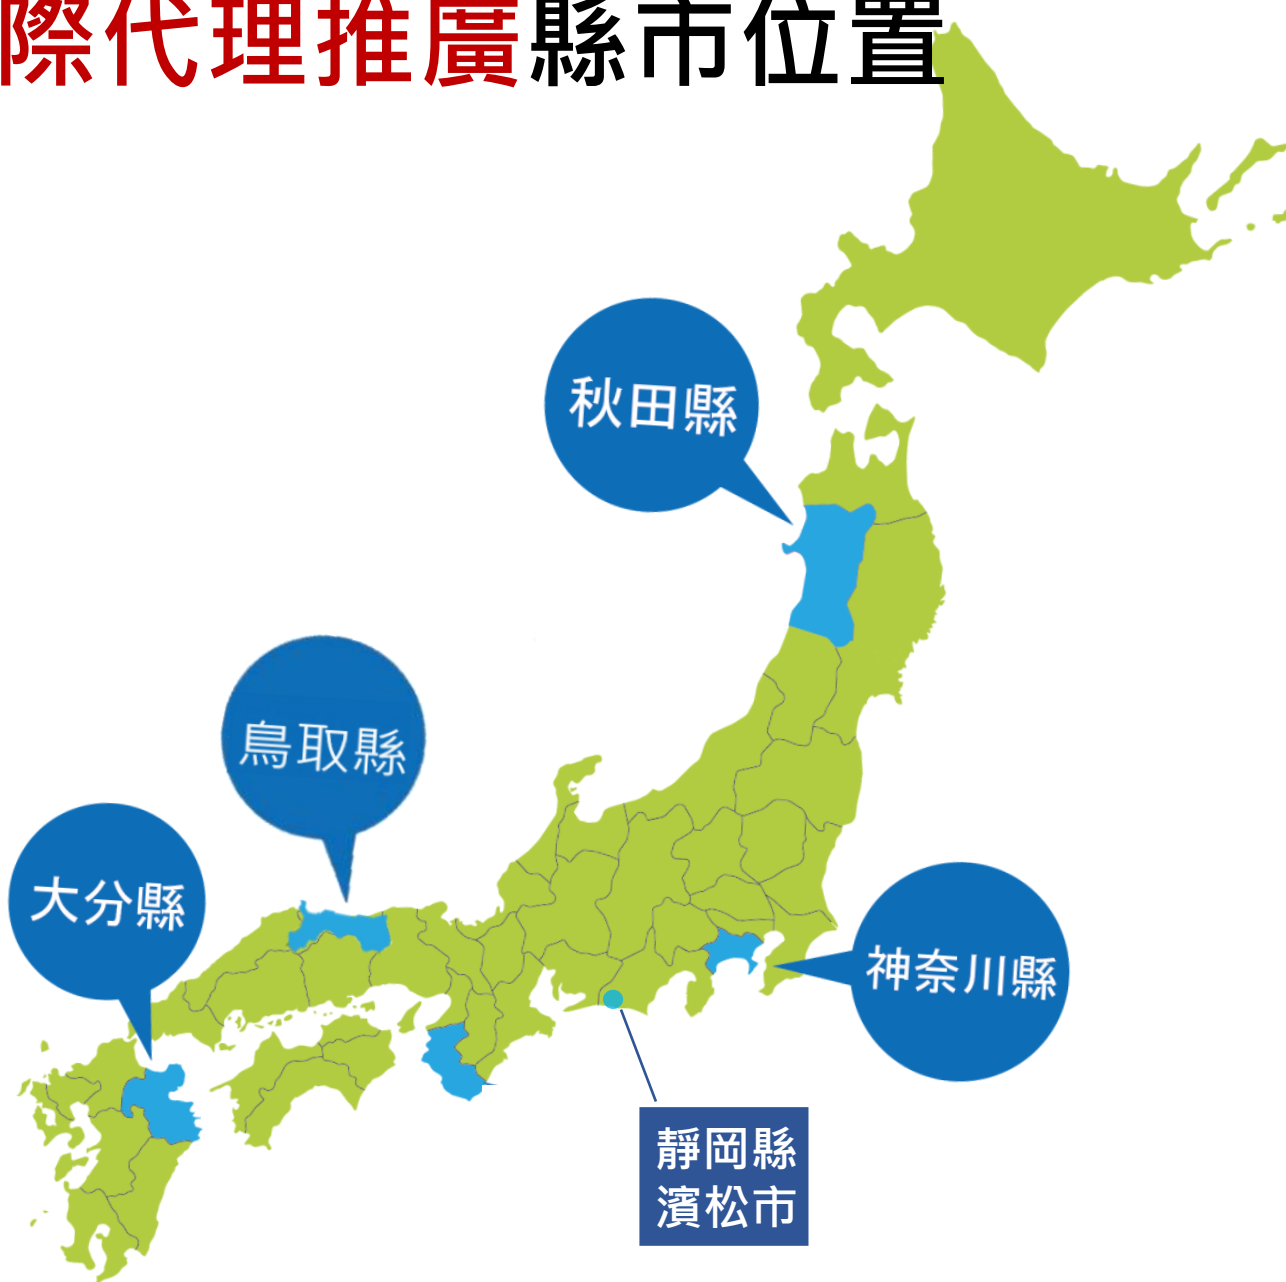 際代理推廣縣市位置
秋田縣
鳥取縣
大分縣
神奈川縣
靜岡縣
濱松市